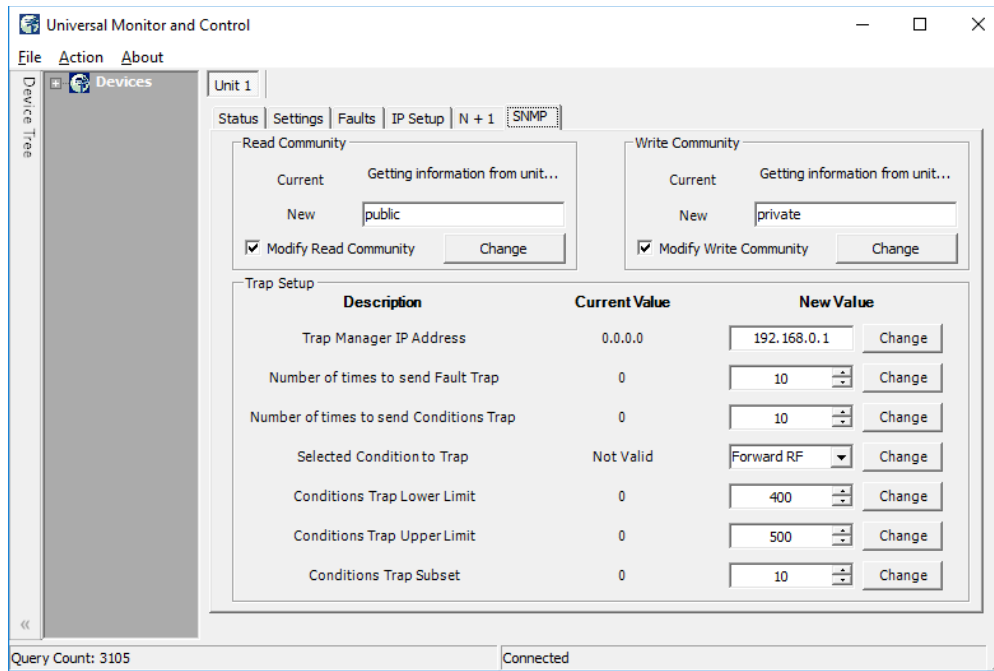 Universal Monitor and Control
File Action About
Device Tree
Devices
Unit 1
Status Settings Faults IP Setup N + 1 SNMP
Read Community
Current Getting information from unit...
New public
Modify Read Community Change
Write Community
Current Getting information from unit...
New private
Modify Write Community Change
Trap Setup
Description Current Value New Value
Trap Manager IP Address 0.0.0.0 192.168.0.1 Change
Number of times to send Fault Trap 0 10 Change
Number of times to send Conditions Trap 0 10 Change
Selected Condition to Trap Not Valid Forward RF Change
Conditions Trap Lower Limit 0 400 Change
Conditions Trap Upper Limit 0 500 Change
Conditions Trap Subset 0 10 Change
«
Query Count: 3105 Connected